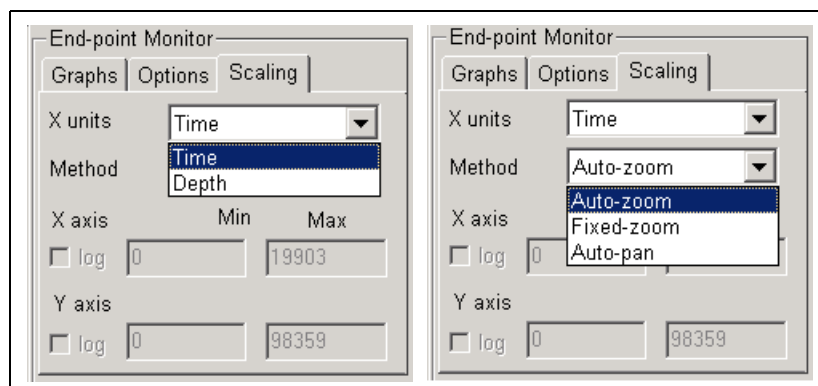 End-point Monitor
Graphs Options Scaling
X units Time
Time
Method
Depth
X axis Min Max
log 0 19903
Y axis
log 0 98359
End-point Monitor
Graphs Options Scaling
X units Time
Method Auto-zoom
Auto-zoom
X axis
Fixed-zoom
log 0
Auto-pan
Y axis
log 0 98359